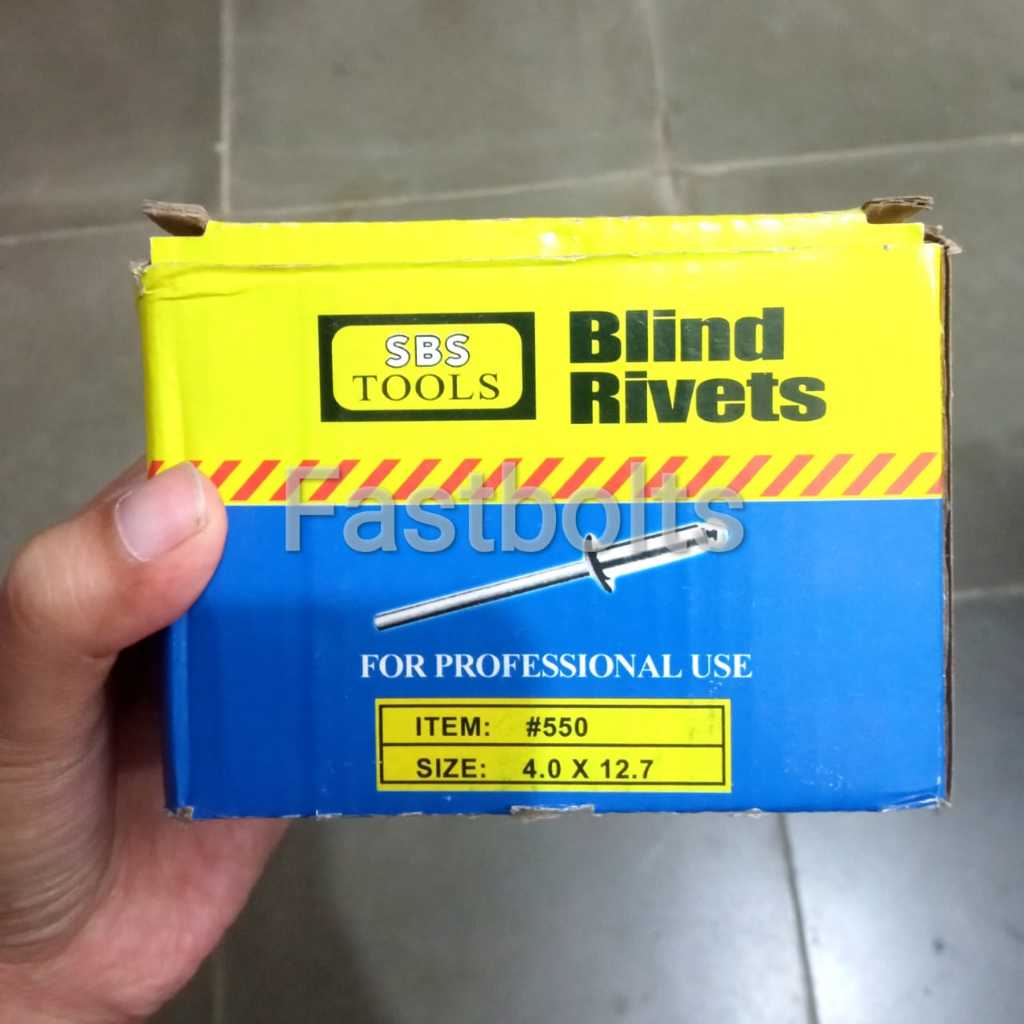 SBS
TOOLS
Blind
Rivets
Fastbolts
FOR PROFESSIONAL USE
ITEM: #550
SIZE: 4.0 X 12.7